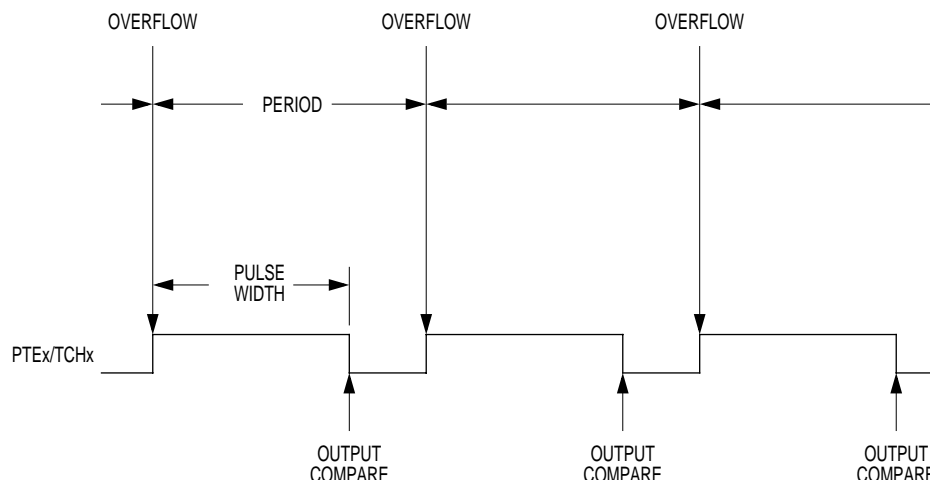 OVERFLOW OVERFLOW OVERFLOW
PERIOD
PULSE
WIDTH
PTEx/TCHx
OUTPUT
COMPARE
OUTPUT
COMPARE
OUTPUT
COMPARE